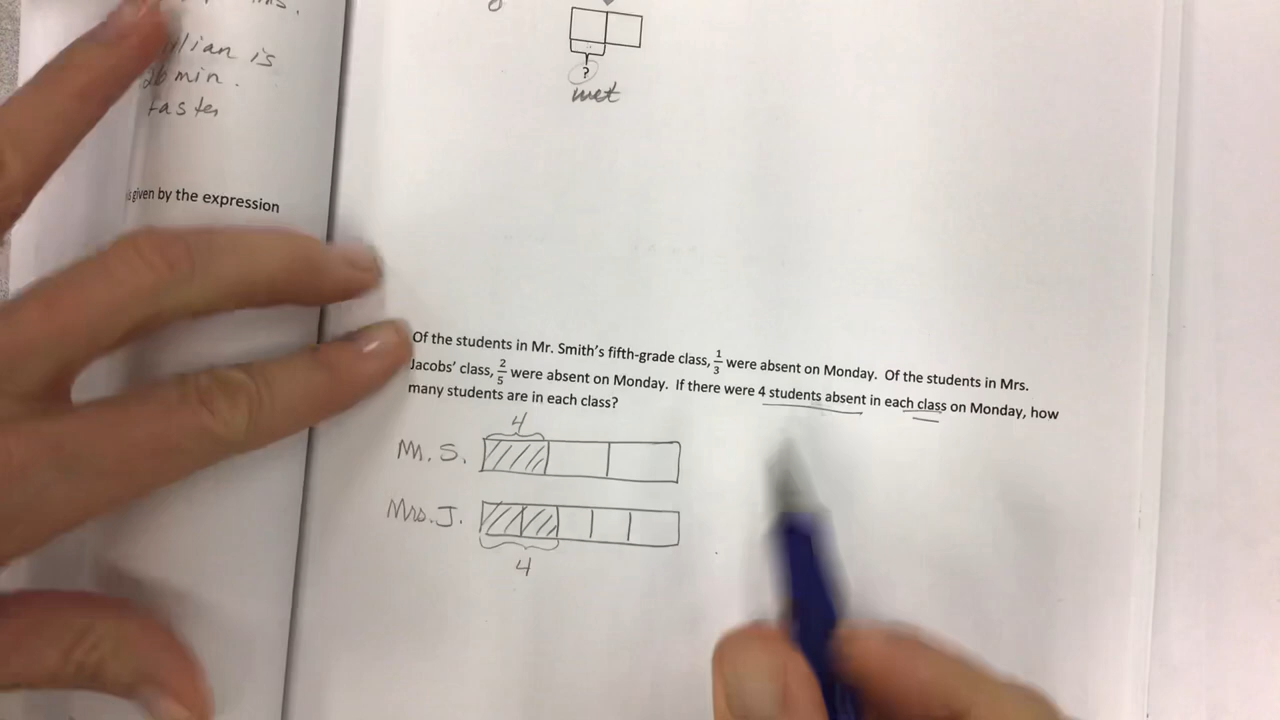 is
26 min.
faster
given by the expression
?
met
Of the students in Mr. Smith's fifth-grade class, 1/3 were absent on Monday. Of the students in Mrs.
Jacobs' class, 2/5 were absent on Monday. If there were 4 students absent in each class on Monday, how
many students are in each class?
4
M.S.
Mrs.J.
4